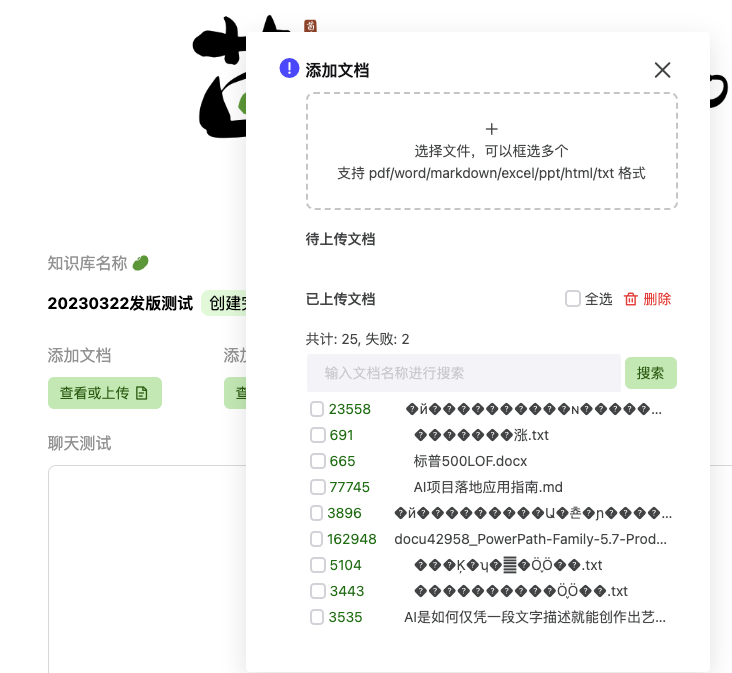 茴
添加文档
选择文件，可以框选多个
支持 pdf/word/markdown/excel/ppt/html/txt 格式
待上传文档
知识库名称
已上传文档 全选 删除
20230322发版测试 创建完
共计: 25, 失败: 2
添加文档 添加
输入文档名称进行搜索 搜索
查看或上传 查
23558 �й����������ɴ�����...
691 �������涨.txt
聊天测试
665 标普500LOF.docx
77745 AI项目落地应用指南.md
3896 �й���������Ա�쵼�ɲ����...
162948 docu42958_PowerPath-Family-5.7-Prod...
5104 .txt
3443 .txt
3535 AI是如何仅凭一段文字描述就能创作出艺...